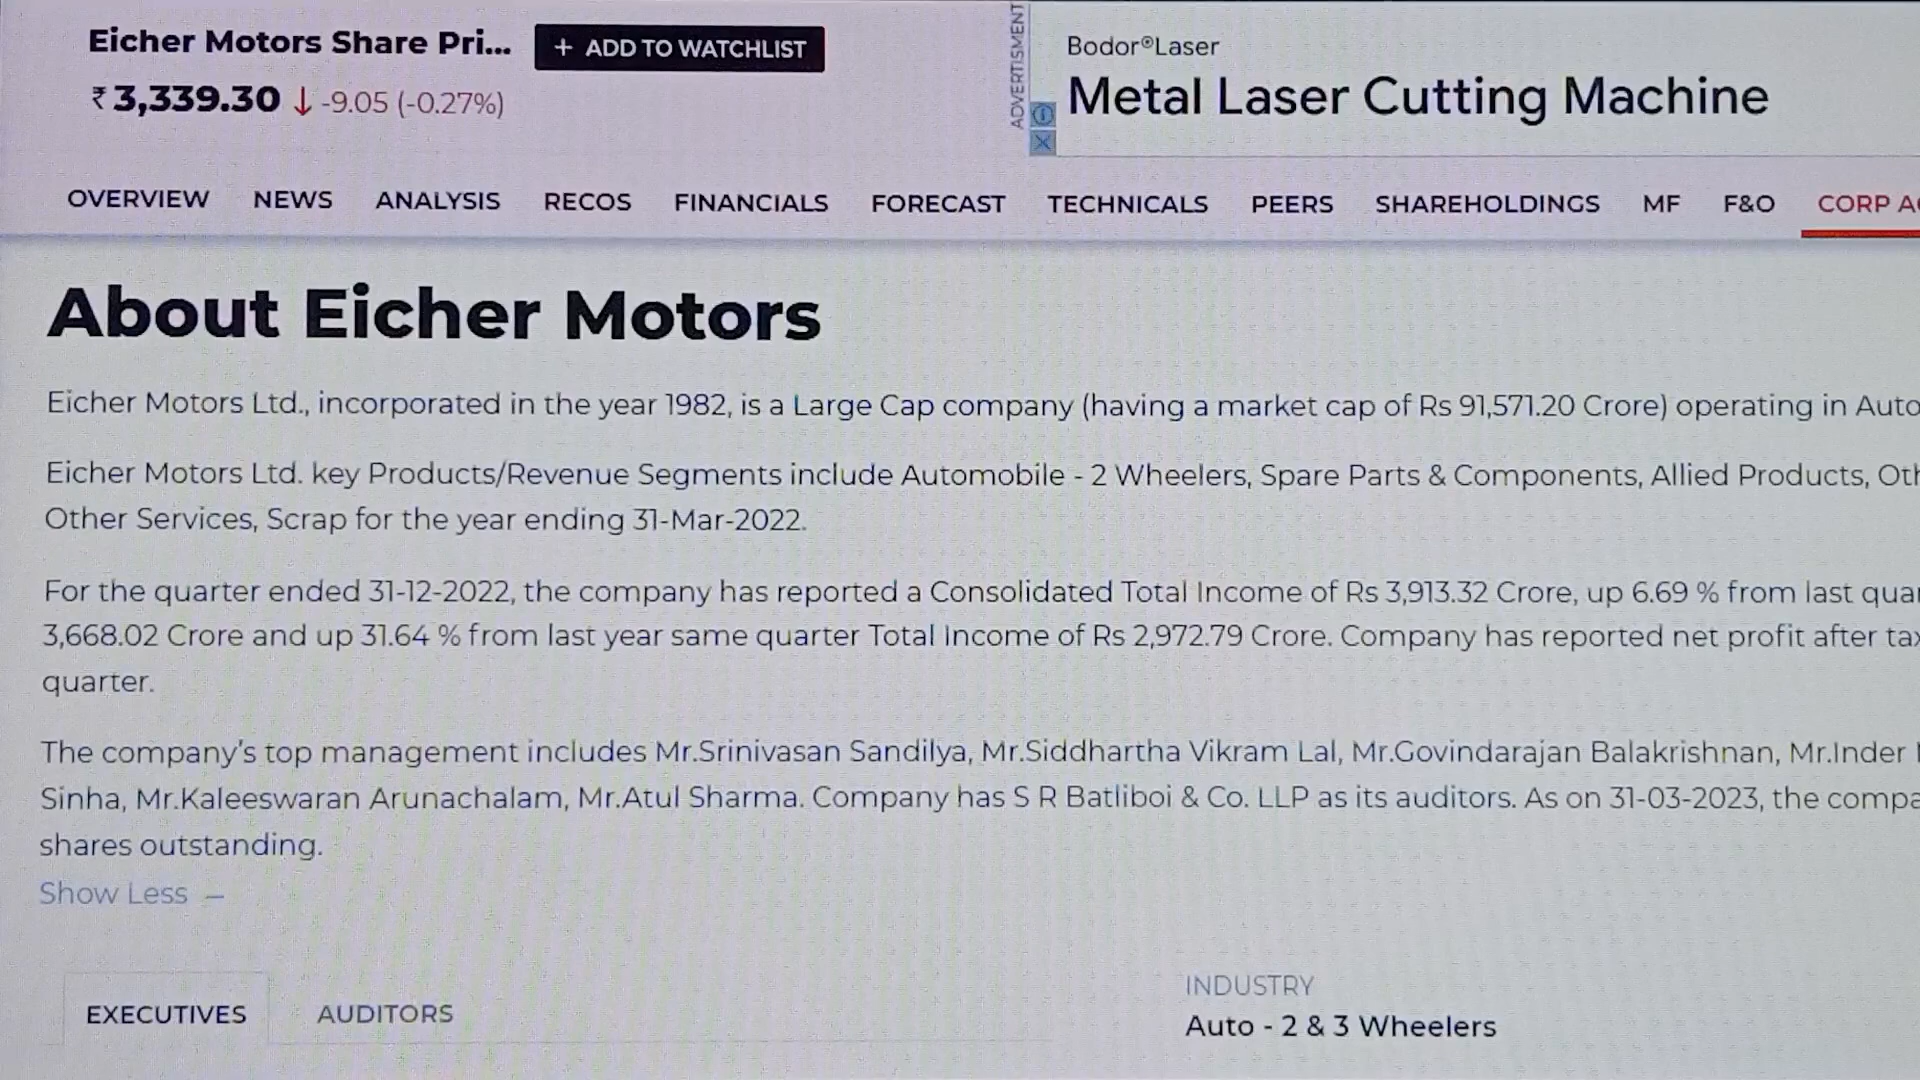 Eicher Motors Share Pri...
+ ADD TO WATCHLIST
₹ 3,339.30 ↓ -9.05 (-0.27%)
ADVERTISMENT
Bodor®Laser
Metal Laser Cutting Machine
OVERVIEW NEWS ANALYSIS RECOS FINANCIALS FORECAST TECHNICALS PEERS SHAREHOLDINGS MF F&O CORP
About Eicher Motors
Eicher Motors Ltd., incorporated in the year 1982, is a Large Cap company (having a market cap of Rs 91,571.20 Crore) operating in Auto
Eicher Motors Ltd. key Products/Revenue Segments include Automobile - 2 Wheelers, Spare Parts & Components, Allied Products,
Other Services, Scrap for the year ending 31-Mar-2022.
For the quarter ended 31-12-2022, the company has reported a Consolidated Total Income of Rs 3,913.32 Crore, up 6.69 % from last
3,668.02 Crore and up 31.64 % from last year same quarter Total Income of Rs 2,972.79 Crore. Company has reported net profit after tax
quarter.
The company's top management includes Mr.Srinivasan Sandilya, Mr.Siddhartha Vikram Lal, Mr.Govindarajan Balakrishnan, Mr.Inder
Sinha, Mr.Kaleeswaran Arunachalam, Mr.Atul Sharma. Company has S R Batliboi & Co. LLP as its auditors. As on 31-03-2023, the
shares outstanding.
Show Less −
EXECUTIVES AUDITORS
INDUSTRY
Auto - 2 & 3 Wheelers